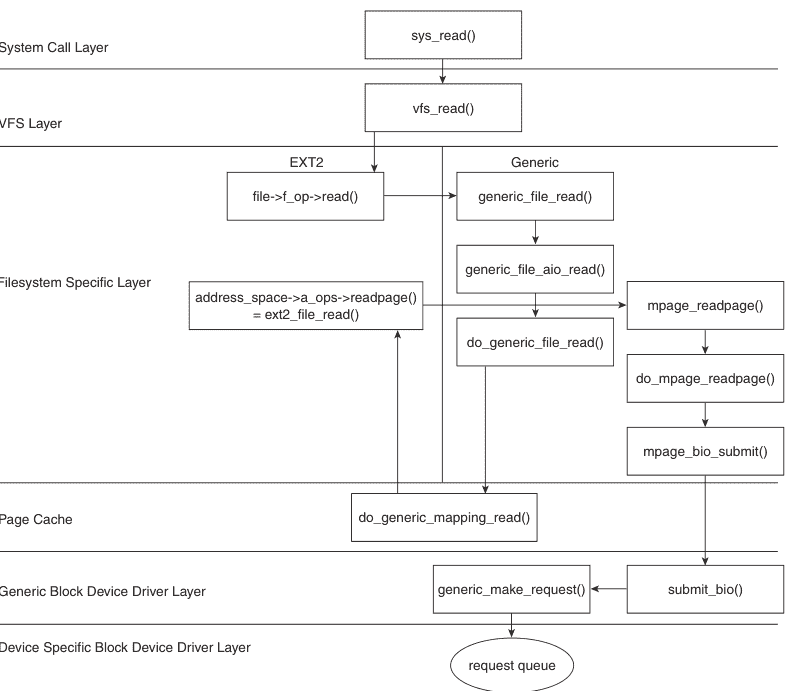 sys_read()
System Call Layer
vfs_read()
VFS Layer
EXT2
Generic
file->f_op->read()
generic_file_read()
generic_file_aio_read()
Filesystem Specific Layer
address_space->a_ops->readpage()
= ext2_file_read()
mpage_readpage()
do_generic_file_read()
do_mpage_readpage()
mpage_bio_submit()
Page Cache
do_generic_mapping_read()
Generic Block Device Driver Layer
generic_make_request()
submit_bio()
Device Specific Block Device Driver Layer
request queue